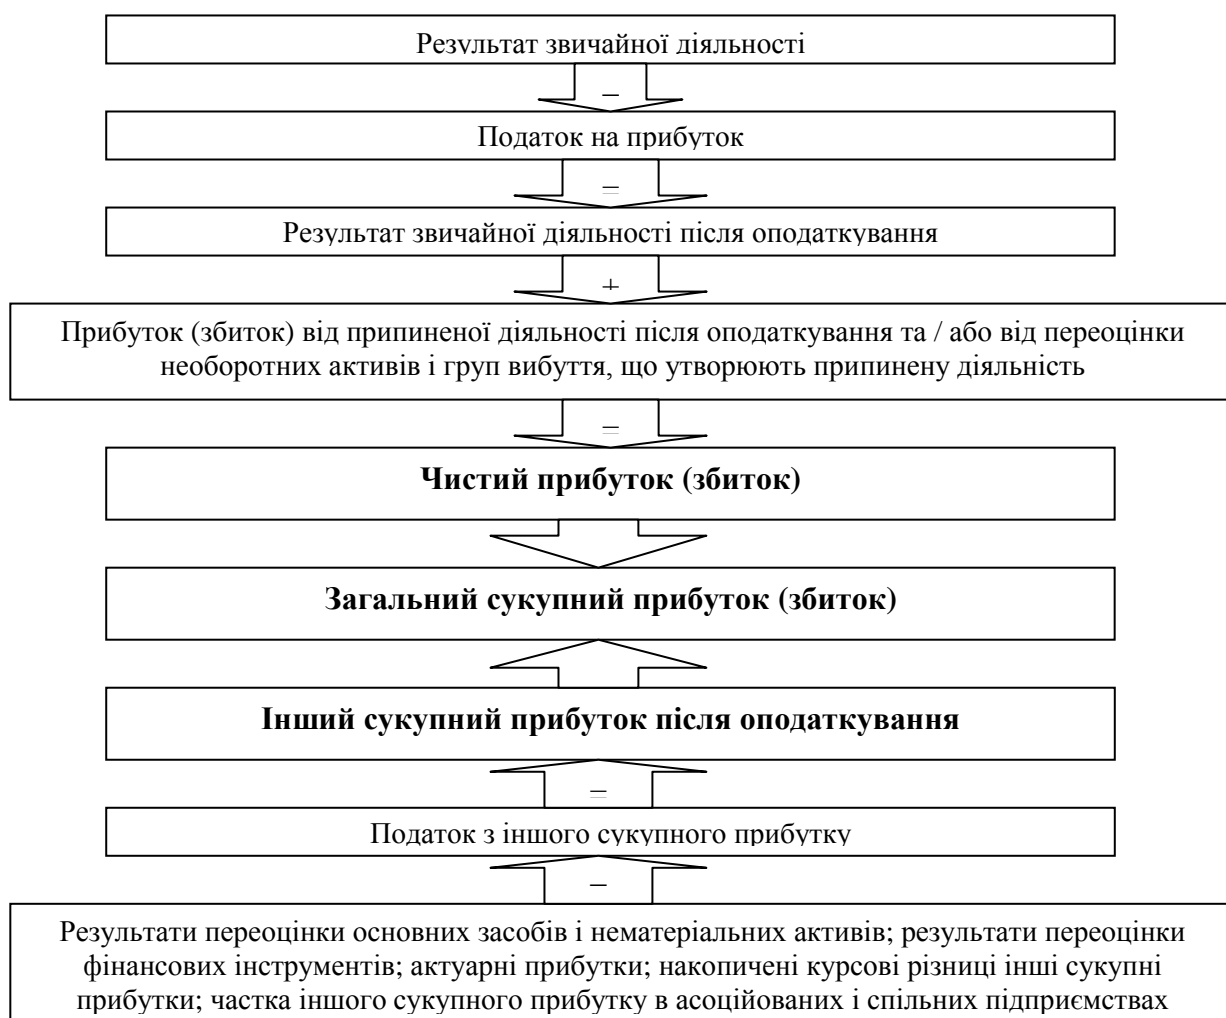 Результат звичайної діяльності
–
Податок на прибуток
=
Результат звичайної діяльності після оподаткування
+
Прибуток (збиток) від припиненої діяльності після оподаткування та / або від переоцінки
необоротних активів і груп вибуття, що утворюють припинену діяльність
=
Чистий прибуток (збиток)
Загальний сукупний прибуток (збиток)
Інший сукупний прибуток після оподаткування
=
Податок з іншого сукупного прибутку
–
Результати переоцінки основних засобів і нематеріальних активів; результати переоцінки
фінансових інструментів; актуарні прибутки; накопичені курсові різниці інші сукупні
прибутки; частка іншого сукупного прибутку в асоційованих і спільних підприємствах